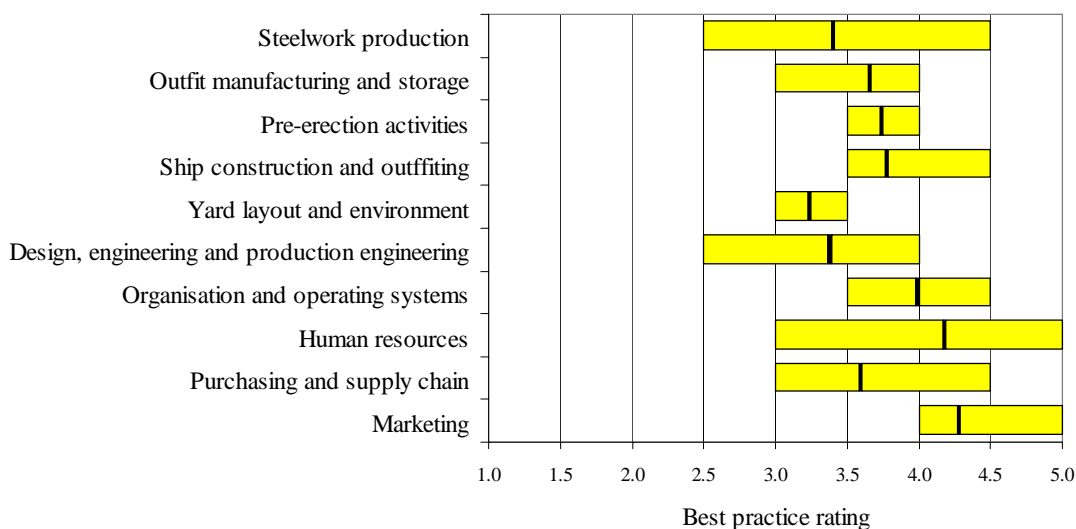 Steelwork production
Outfit manufacturing and storage
Pre-erection activities
Ship construction and outffiting
Yard layout and environment
Design, engineering and production engineering
Organisation and operating systems
Human resources
Purchasing and supply chain
Marketing
1.0 1.5 2.0 2.5 3.0 3.5 4.0 4.5 5.0
Best practice rating